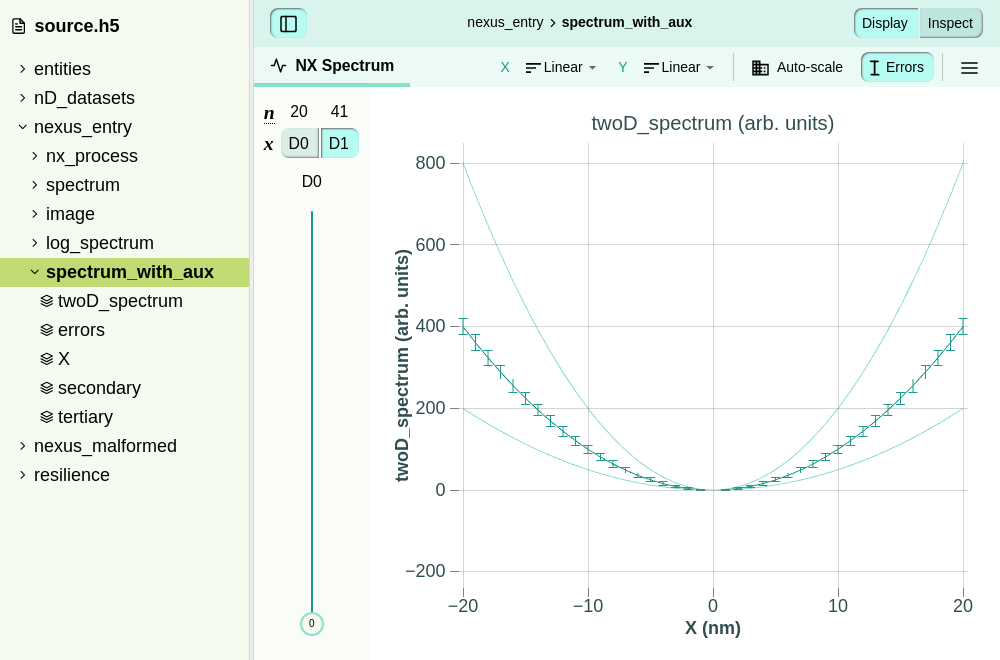 source.h5
entities
nD_datasets
nexus_entry
nx_process
spectrum
image
log_spectrum
spectrum_with_aux
twoD_spectrum
errors
X
secondary
tertiary
nexus_malformed
resilience
nexus_entry › spectrum_with_aux
Display Inspect
NX Spectrum
X Linear Y Linear Auto-scale Errors
n 20 41
x D0 D1
D0
0
twoD_spectrum (arb. units)
800
600
400
200
0
−200
twoD_spectrum (arb. units)
−20 −10 0 10 20
X (nm)